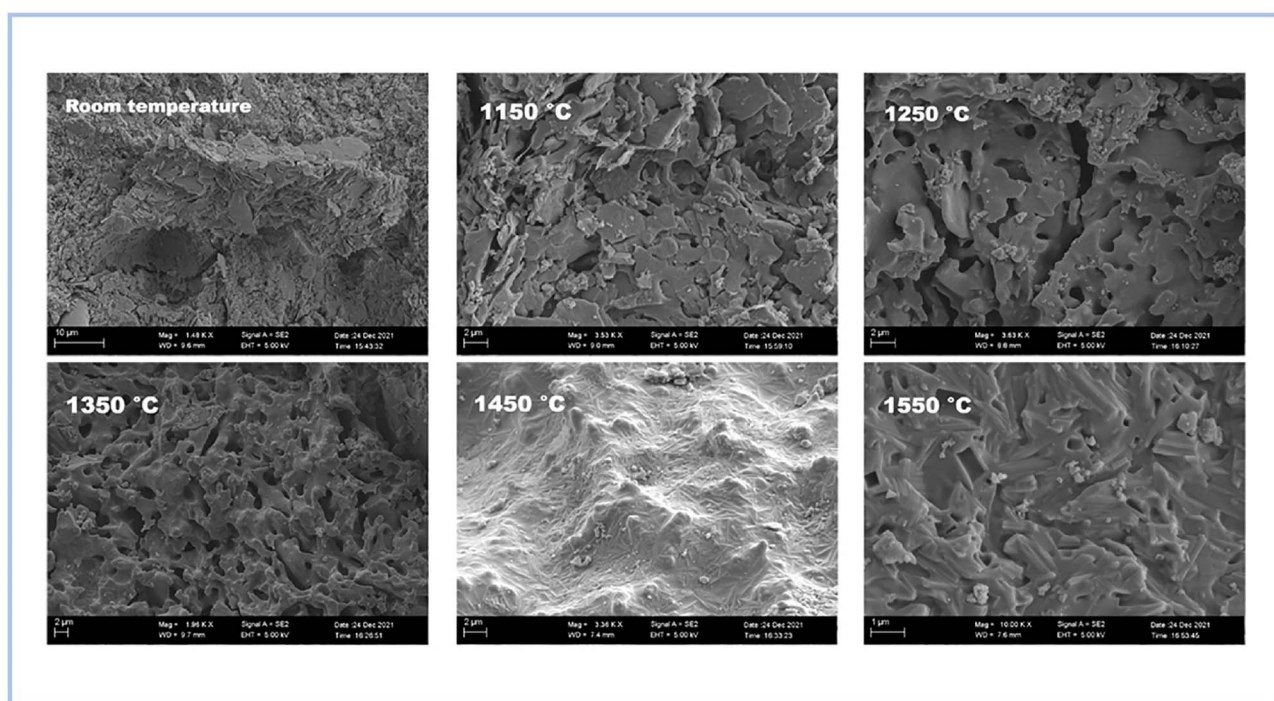 Room temperature
10 µm
Mag = 1.48 K X Signal A = SE2 Date :24 Dec 2021
WD = 9.6 mm EHT = 5.00 kV Time :15:43:32
1150 °C
2 µm
Mag = 3.53 K X Signal A = SE2 Date :24 Dec 2021
WD = 9.0 mm EHT = 5.00 kV Time :15:59:10
1250 °C
2 µm
Mag = 3.63 K X Signal A = SE2 Date :24 Dec 2021
WD = 8.8 mm EHT = 5.00 kV Time :16:10:27
1350 °C
2 µm
Mag = 1.96 K X Signal A = SE2 Date :24 Dec 2021
WD = 9.7 mm EHT = 5.00 kV Time :16:26:51
1450 °C
2 µm
Mag = 3.36 K X Signal A = SE2 Date :24 Dec 2021
WD = 7.4 mm EHT = 5.00 kV Time :16:33:23
1550 °C
1 µm
Mag = 10.00 K X Signal A = SE2 Date :24 Dec 2021
WD = 7.6 mm EHT = 5.00 kV Time :16:53:45